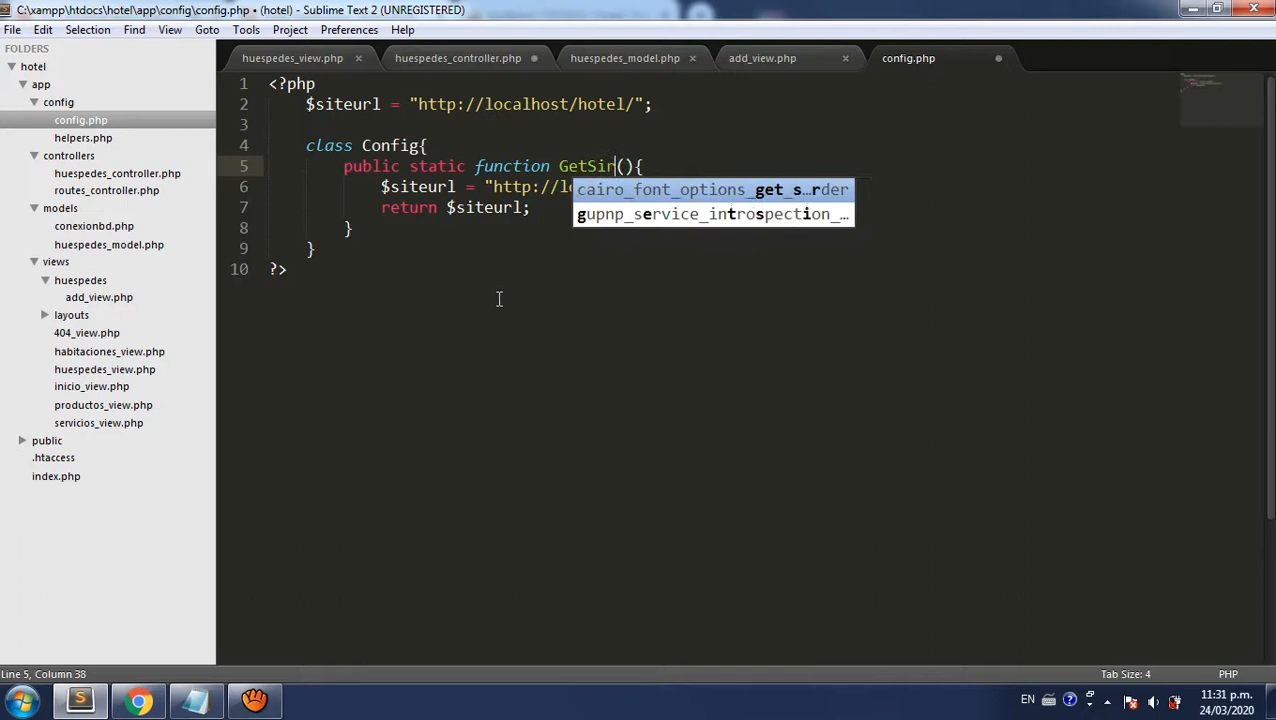 C:\xampp\htdocs\hotel\app\config\config.php • (hotel) - Sublime Text 2 (UNREGISTERED)
File Edit Selection Find View Goto Tools Project Preferences Help
FOLDERS
hotel
app
config
config.php
helpers.php
controllers
huespedes_controller.php
routes_controller.php
models
conexionbd.php
huespedes_model.php
views
huespedes
add_view.php
layouts
404_view.php
habitaciones_view.php
huespedes_view.php
inicio_view.php
productos_view.php
servicios_view.php
public
.htaccess
index.php
huespedes_view.php huespedes_controller.php huespedes_model.php add_view.php config.php
1 <?php
2 $siteurl = "http://localhost/hotel/";
3
4 class Config{
5 public static function GetSir(){
6 $siteurl = "http://lo
7 return $siteurl;
8 }
9 }
10 ?>
cairo_font_options_get_s…rder
gupnp_service_introspection_…
Line 5, Column 38 Tab Size: 4 PHP
EN 11:31 p.m.
24/03/2020